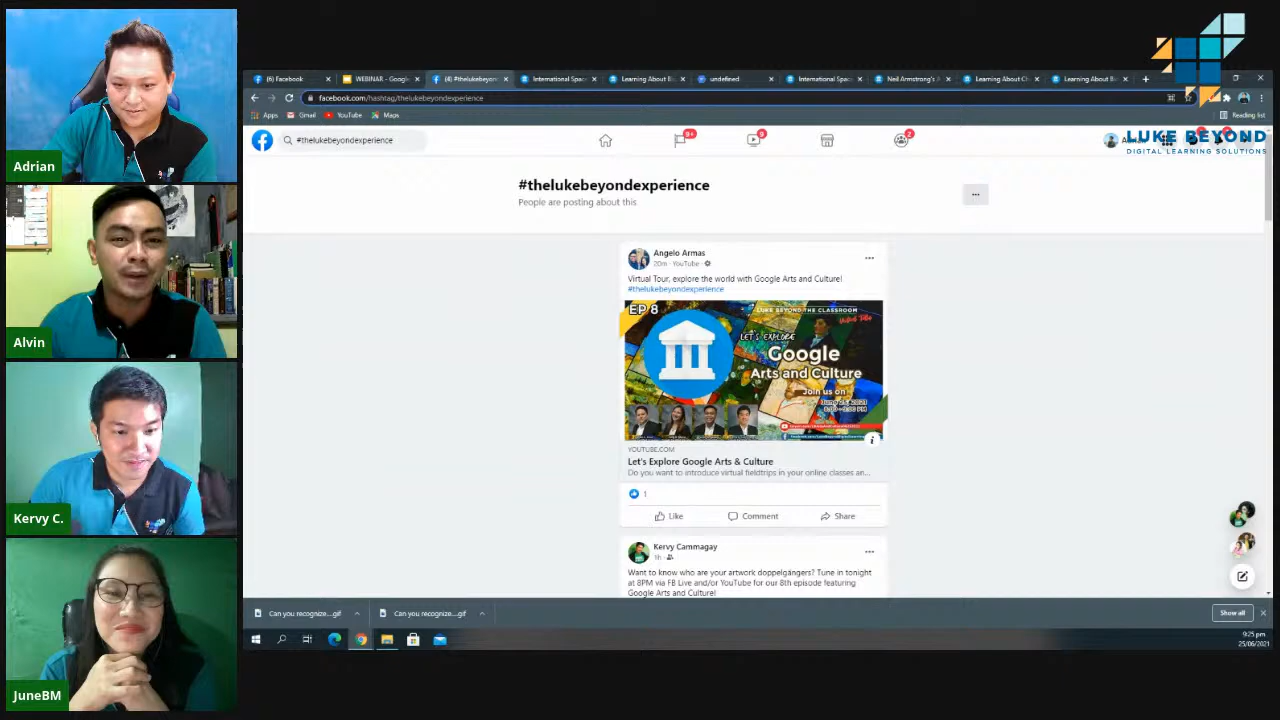 Adrian
Alvin
Kervy C.
JuneBM
(6) Facebook
WEBINAR - Google
(4) #thelukebeyon
International Spac
Learning About
undefined
International Space
Neil Armstrong's
Learning About
Learning About
facebook.com/hashtag/thelukebeyondexperience
Apps
Gmail
YouTube
Maps
Reading list
LUKE BEYOND
DIGITAL LEARNING SOLUTIONS
#thelukebeyondexperience
9+
9
2
#thelukebeyondexperience
People are posting about this
Angelo Armas
20m · YouTube ·
Virtual Tour, explore the world with Google Arts and Culture!
#thelukebeyondexperience
EP 8
LUKE BEYOND THE CLASSROOM
LET'S EXPLORE
Google
Arts and Culture
Join us on
YOUTUBE.COM
Let's Explore Google Arts & Culture
Do you want to introduce virtual fieldtrips in your online classes an...
1
Like
Comment
Share
Kervy Cammagay
1h ·
Want to know who are your artwork doppelgängers? Tune in tonight
at 8PM via FB Live and/or YouTube for our 8th episode featuring
Google Arts and Culture!
Can you recognize....gif
Can you recognize....gif
Show all
9:25 pm
25/06/2021